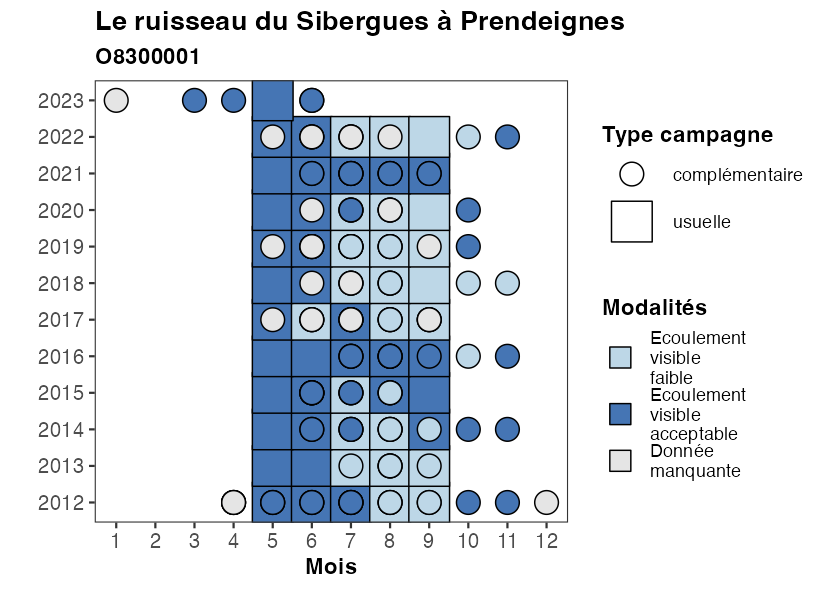 Le ruisseau du Sibergues à Prendeignes
O8300001
2023
2022
2021
2020
2019
2018
2017
2016
2015
2014
2013
2012
1 2 3 4 5 6 7 8 9 10 11 12
Mois
Type campagne
complémentaire
usuelle
Modalités
Ecoulement
visible
faible
Ecoulement
visible
acceptable
Donnée
manquante